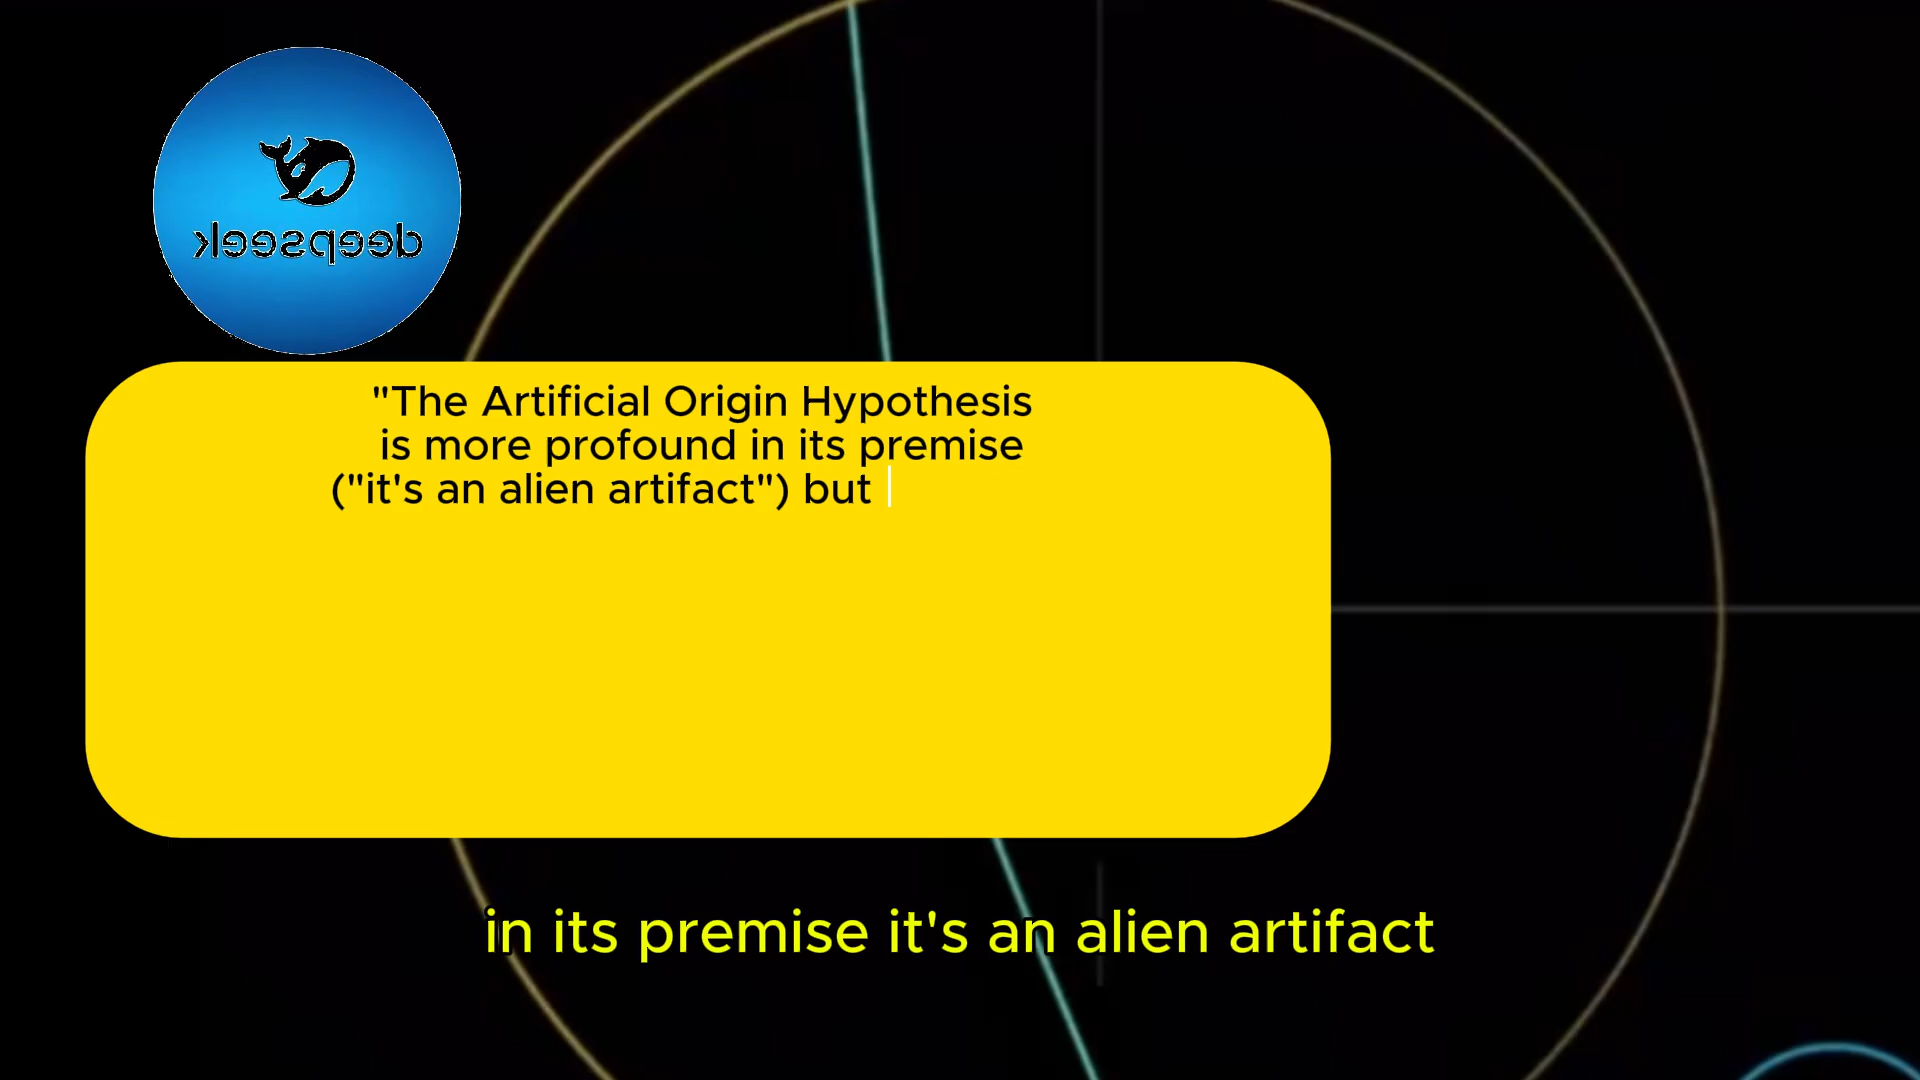 deepseek
"The Artificial Origin Hypothesis
is more profound in its premise
("it's an alien artifact") but
in its premise it's an alien artifact